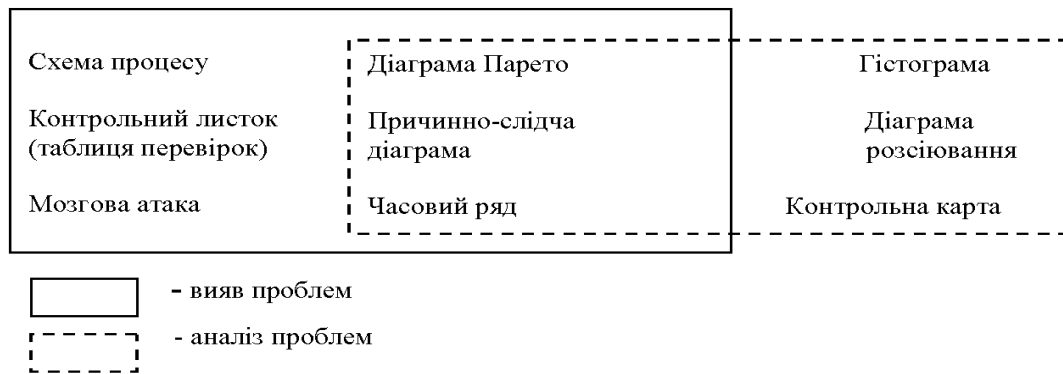 Схема процесу
Діаграма Парето
Гістограма
Контрольний листок
(таблиця перевірок)
Причинно-слідча
діаграма
Діаграма
розсіювання
Мозгова атака
Часовий ряд
Контрольна карта
- вияв проблем
- аналіз проблем